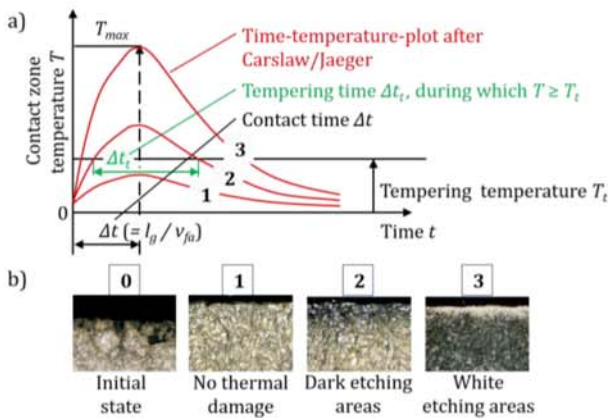 a)
T_max
Time-temperature-plot after
Carslaw/Jaeger
Tempering time Δt_t, during which T ≥ T_t
Contact time Δt
Contact zone
temperature T
Δt_t
3
2
1
Tempering temperature T_t
0
Δt (= l_g / v_fa)
Time t
b)
0
1
2
3
Initial
state
No thermal
damage
Dark etching
areas
White
etching areas